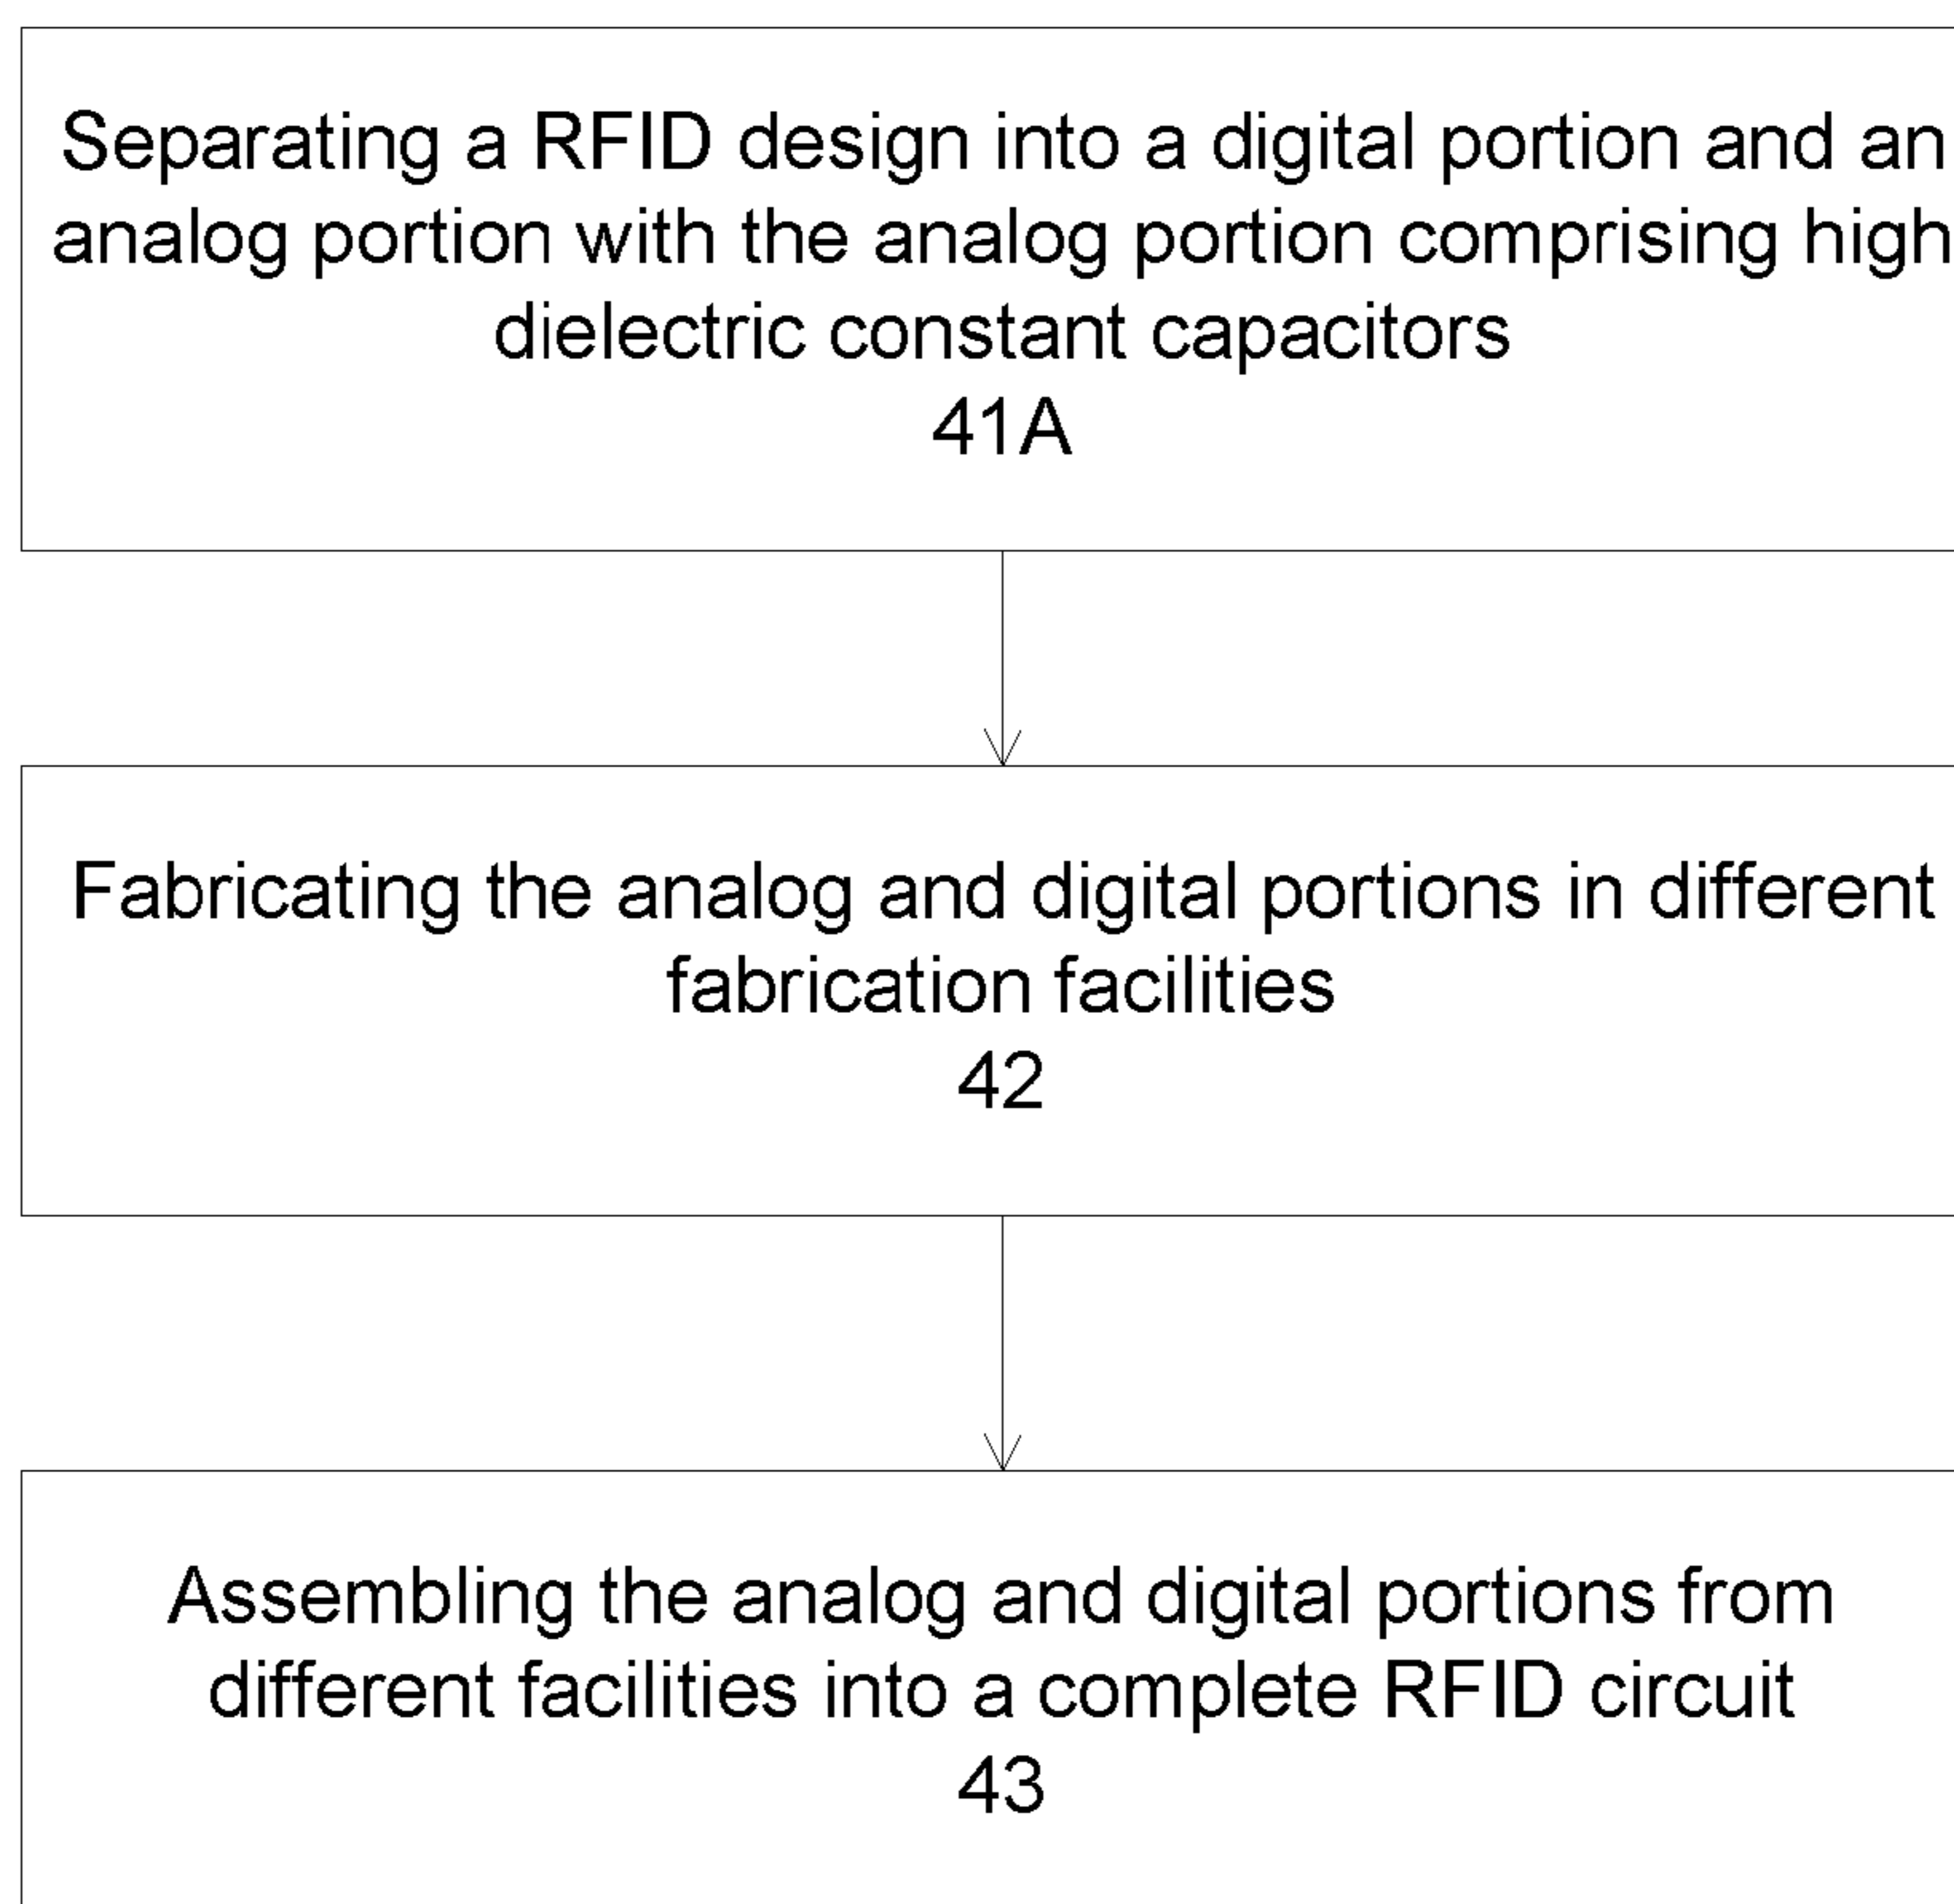 Separating a RFID design into a digital portion and an
analog portion with the analog portion comprising high
dielectric constant capacitors
41A
Fabricating the analog and digital portions in different
fabrication facilities
42
Assembling the analog and digital portions from
different facilities into a complete RFID circuit
43